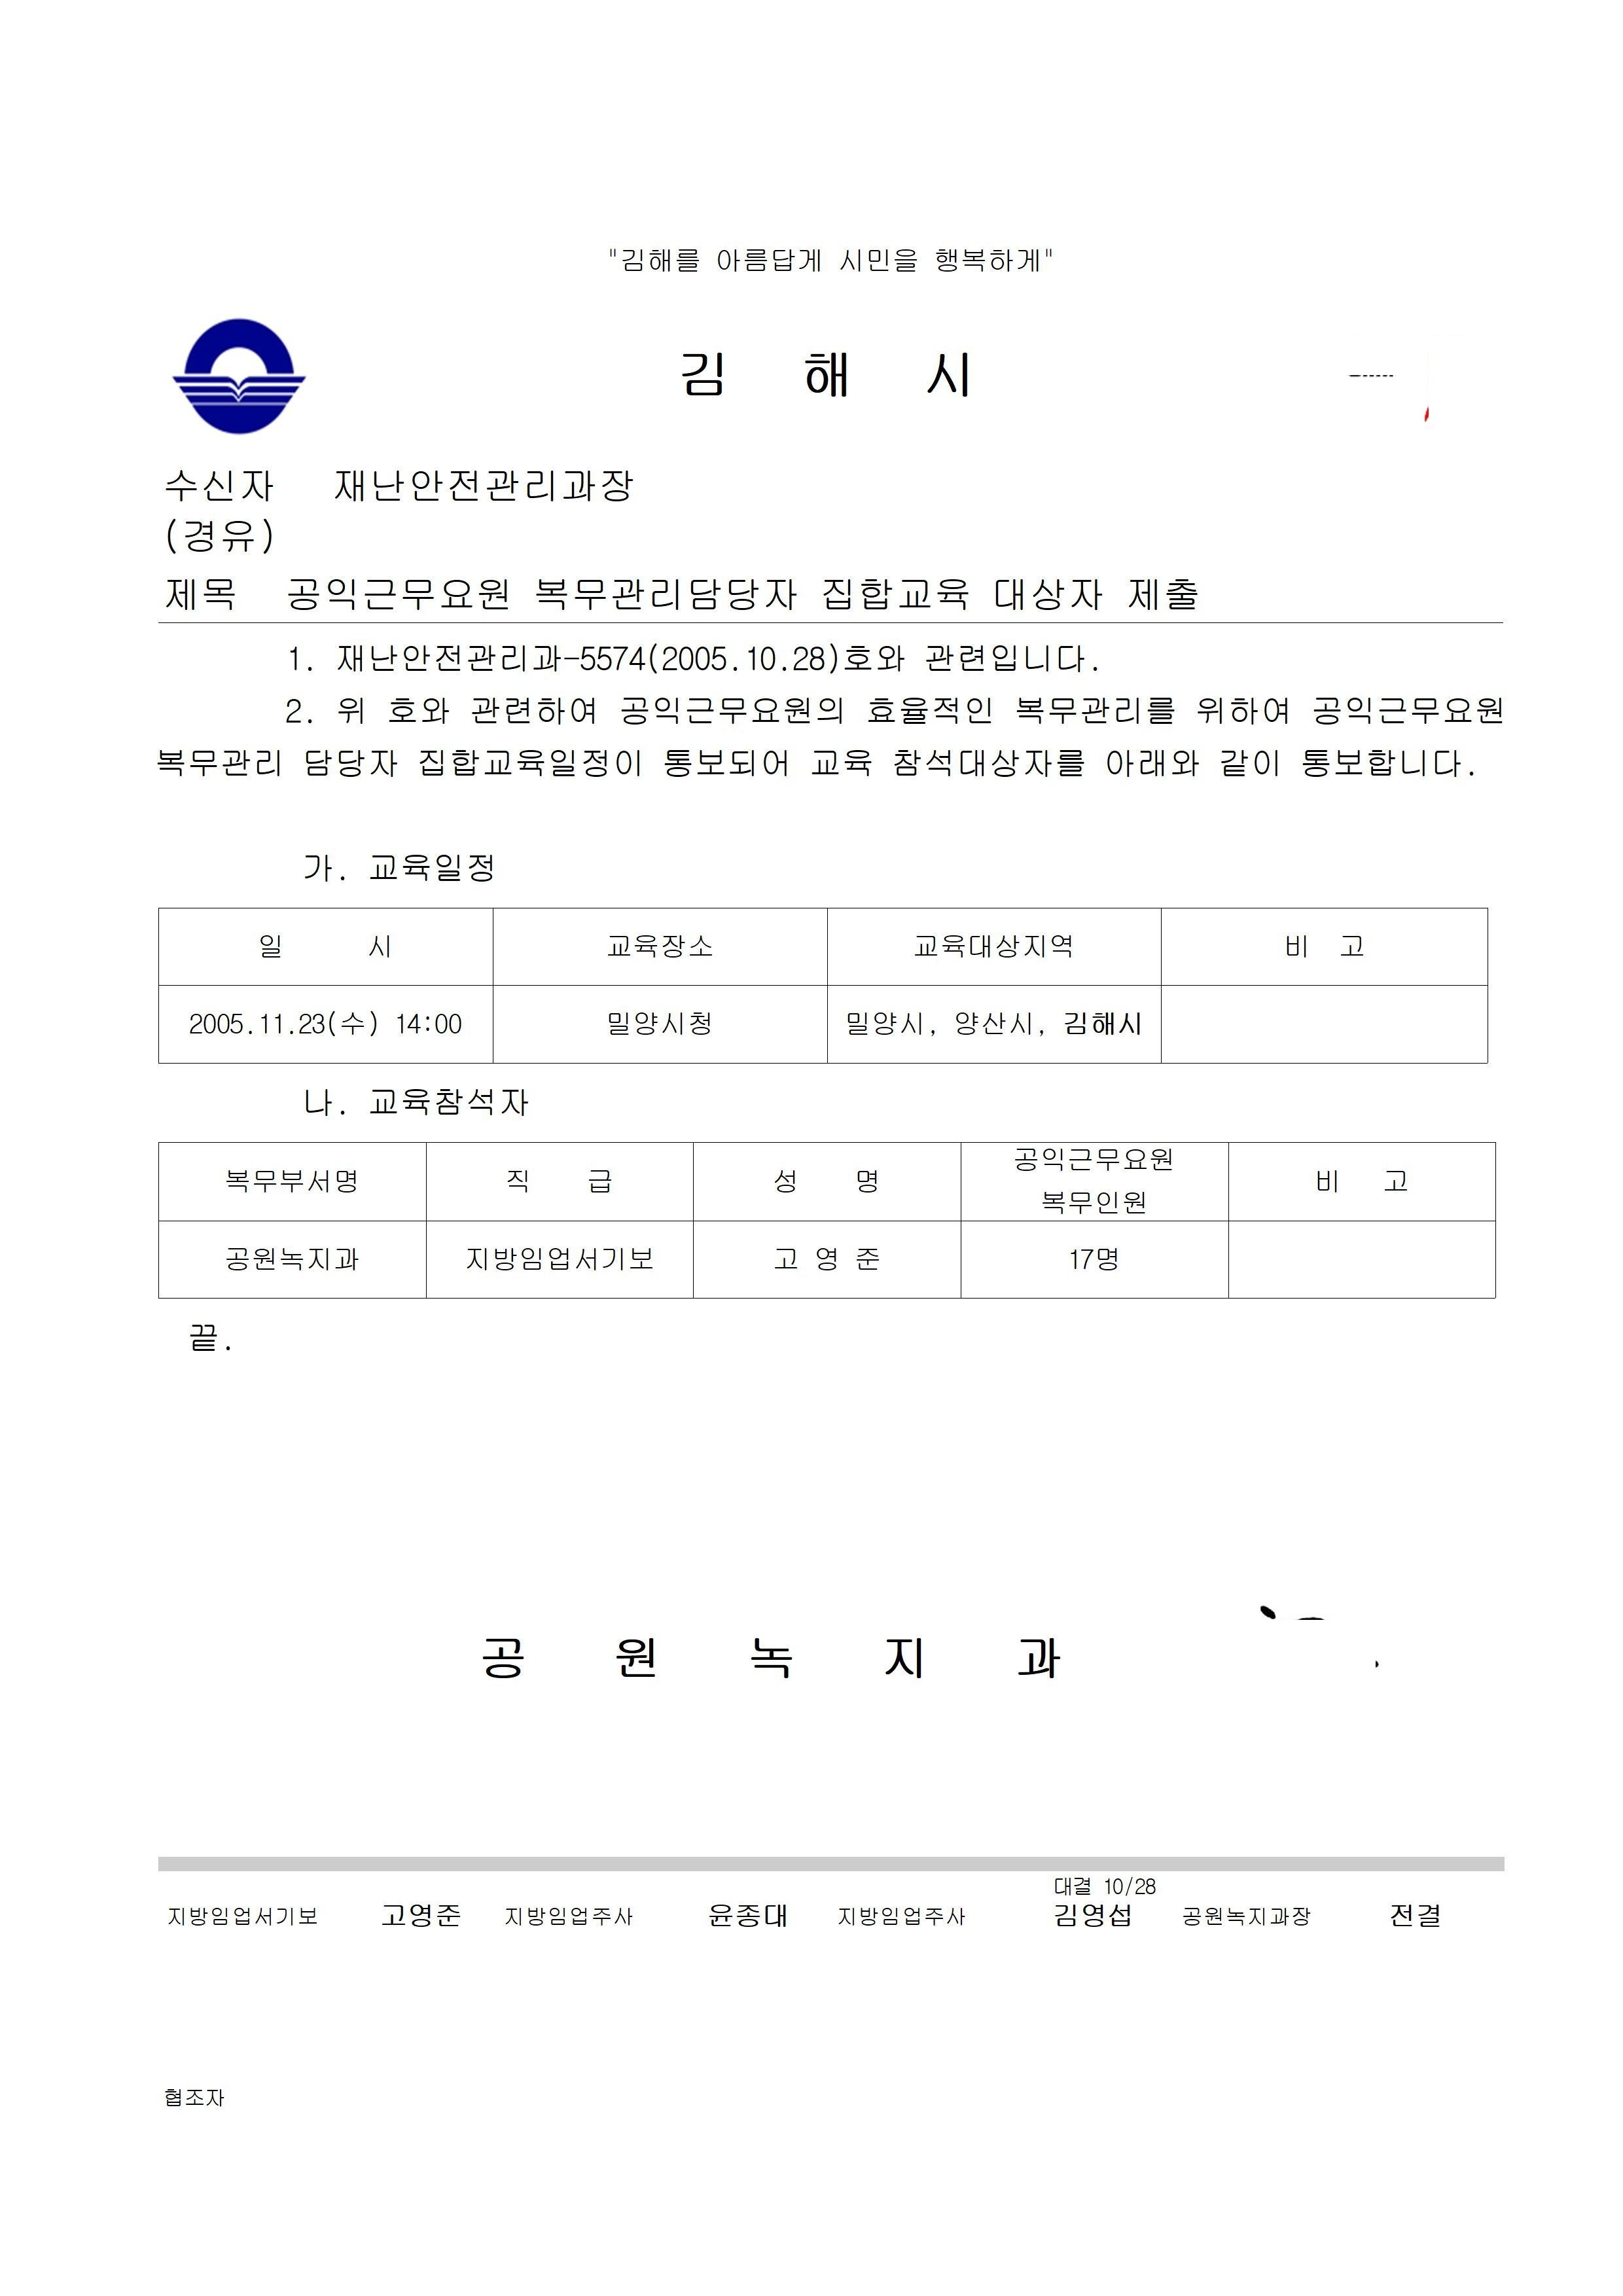 "김해를 아름답게 시민을 행복하게"
김 해 시
수신자 재난안전관리과장
(경유)
제목 공익근무요원 복무관리담당자 집합교육 대상자 제출
1. 재난안전관리과-5574(2005.10.28)호와 관련입니다.
2. 위 호와 관련하여 공익근무요원의 효율적인 복무관리를 위하여 공익근무요원
복무관리 담당자 집합교육일정이 통보되어 교육 참석대상자를 아래와 같이 통보합니다.
가. 교육일정
일 시 교육장소 교육대상지역 비 고
2005.11.23(수) 14:00 밀양시청 밀양시, 양산시, 김해시
나. 교육참석자
복무부서명 직 급 성 명 공익근무요원 복무인원 비 고
공원녹지과 지방임업서기보 고 영 준 17명
끝.
공 원 녹 지 과
대결 10/28
지방임업서기보 고영준 지방임업주사 윤종대 지방임업주사 김영섭 공원녹지과장 전결
협조자